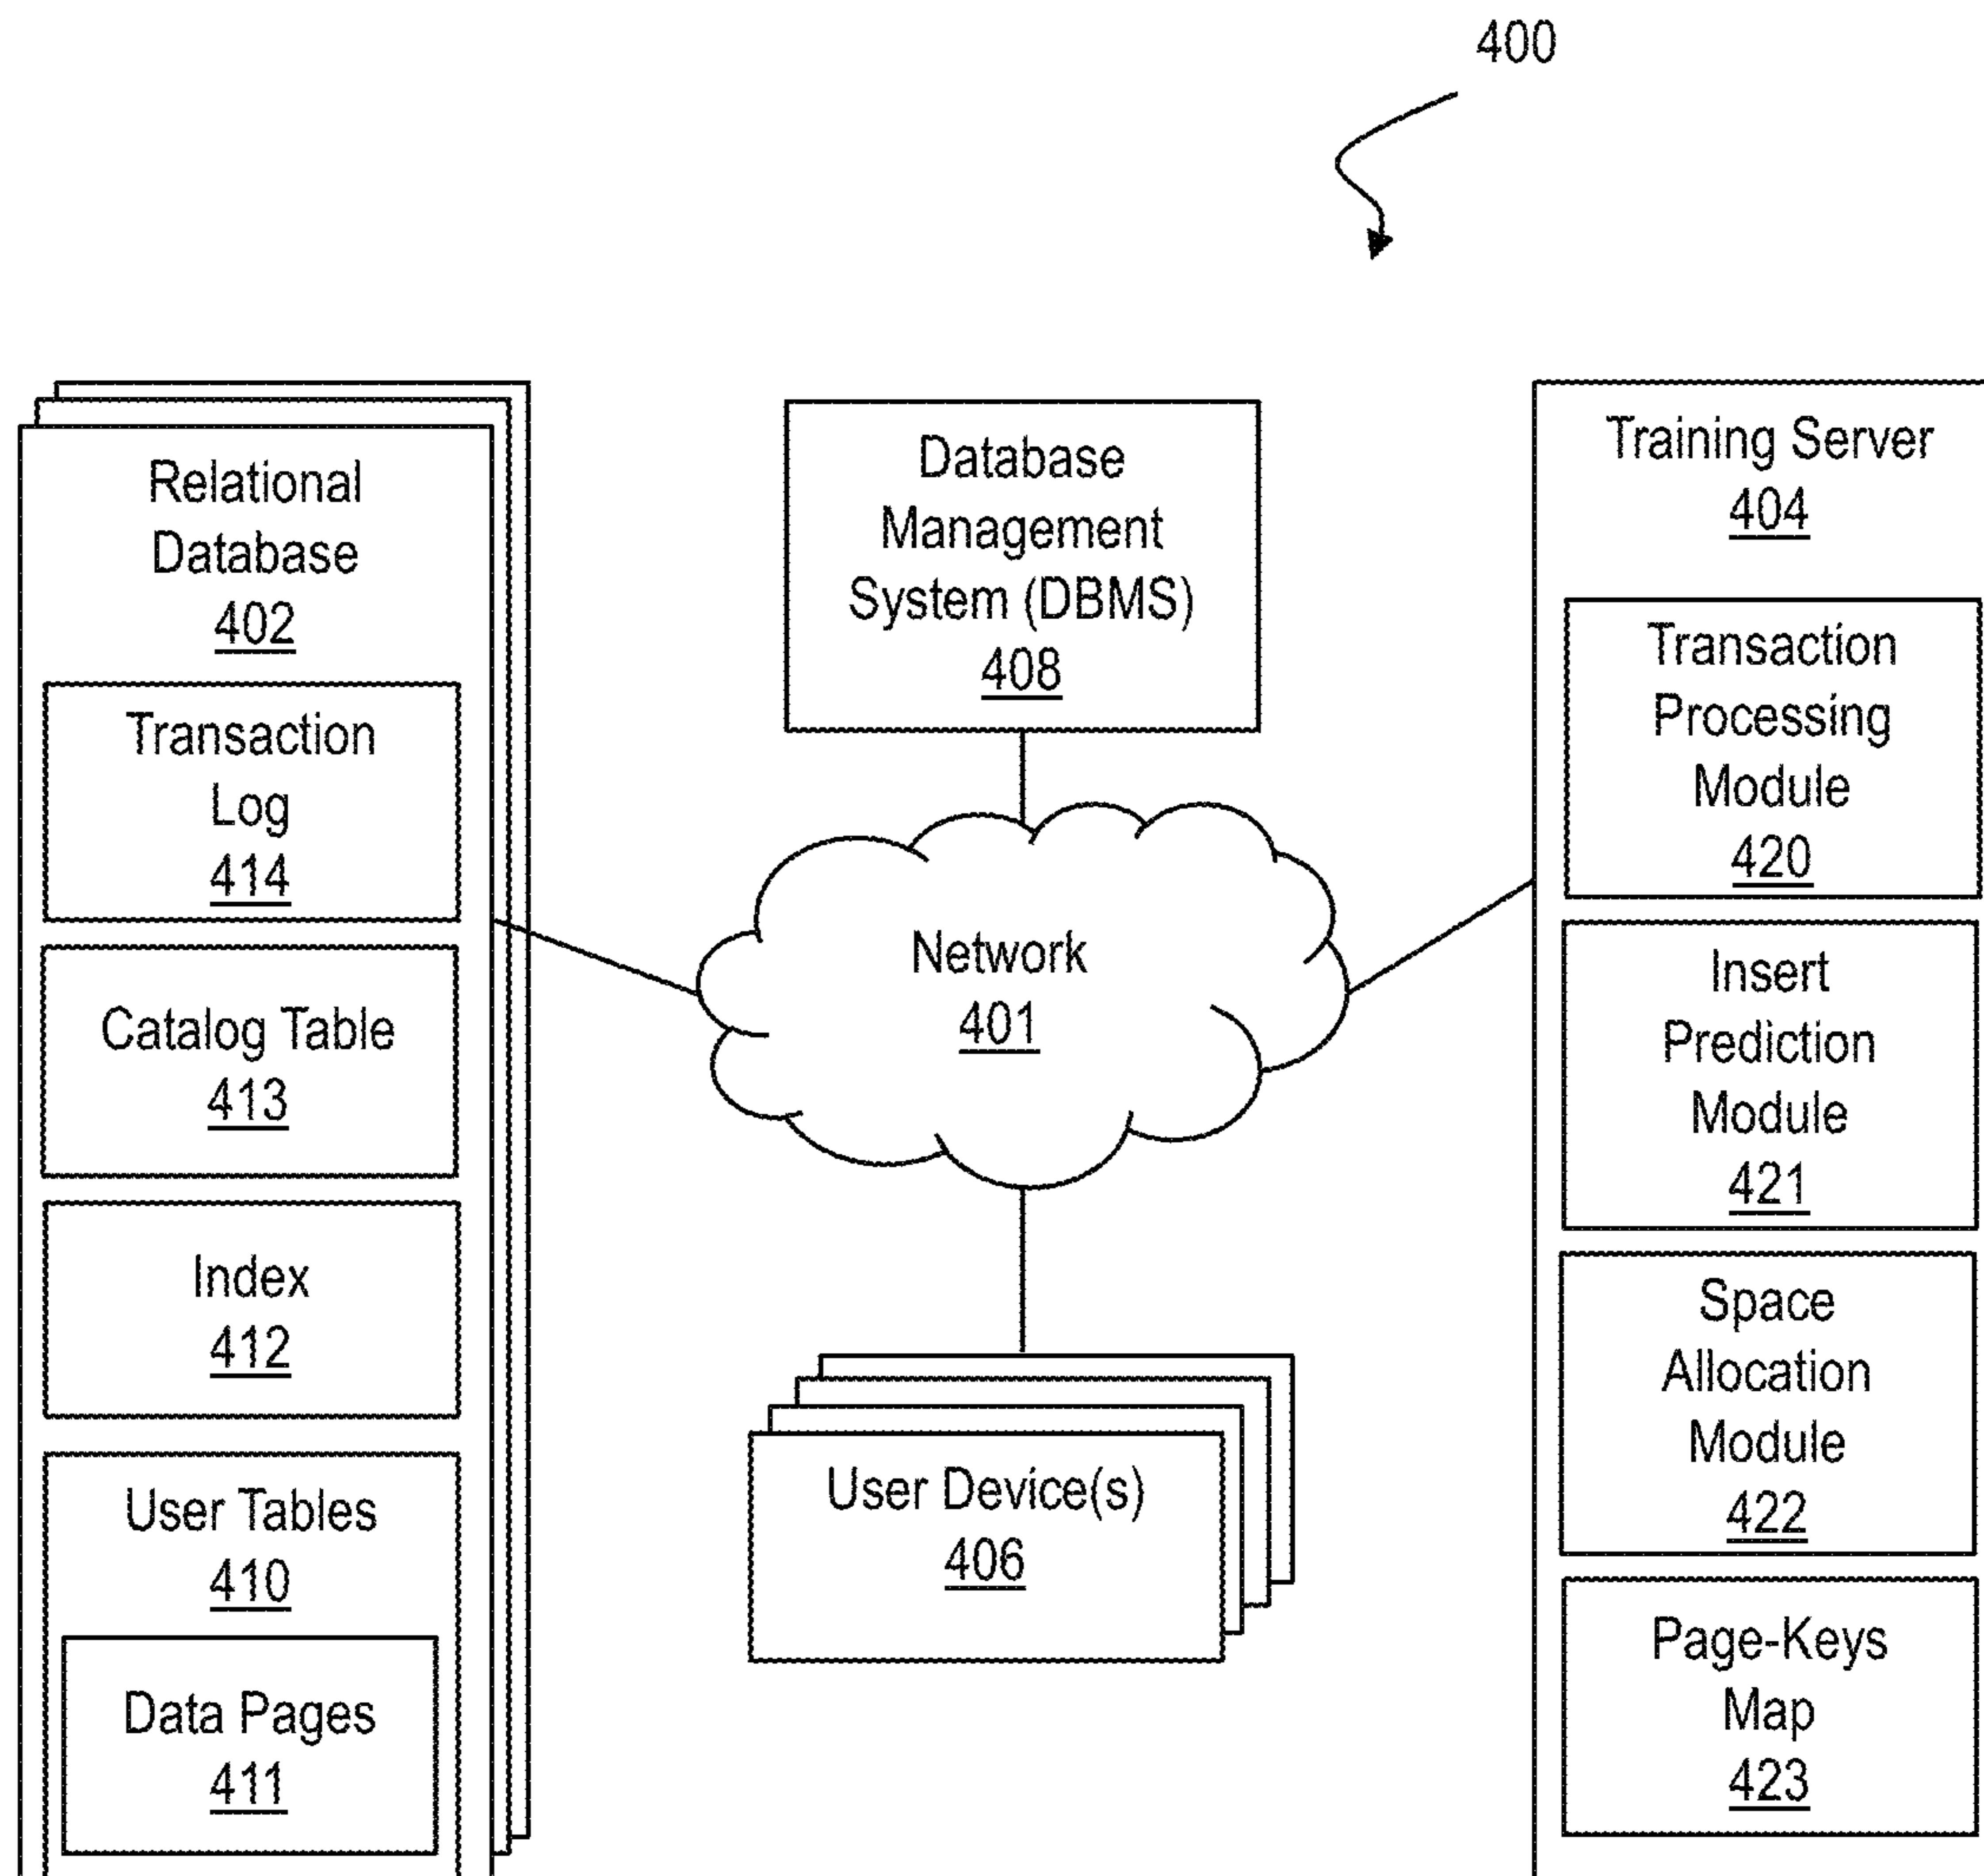 400
Relational
Database
402
Transaction
Log
414
Catalog Table
413
Index
412
User Tables
410
Data Pages
411
Database
Management
System (DBMS)
408
Network
401
User Device(s)
406
Training Server
404
Transaction
Processing
Module
420
Insert
Prediction
Module
421
Space
Allocation
Module
422
Page-Keys
Map
423